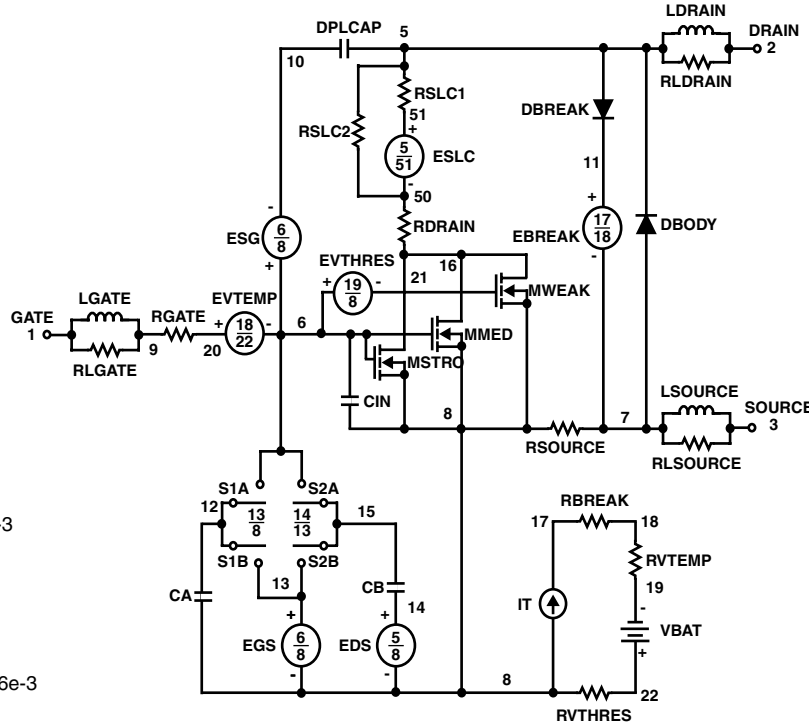 DPLCAP
5
10
LDRAIN
DRAIN
2
RLDRAIN
RSLC1
51
RSLC2
+
5
51
ESLC
-
50
DBREAK
11
+
17
18
EBREAK
-
DBODY
-
6
8
ESG
+
RDRAIN
EVTHRES
+
19
8
-
21
16
MWEAK
GATE
1
LGATE
RLGATE
9
RGATE
20
EVTEMP
+
18
22
-
6
MMED
MSTRO
CIN
8
RSOURCE
7
LSOURCE
SOURCE
3
RLSOURCE
S1A
S2A
12
13
8
14
13
15
S1B
S2B
13
CA
CB
14
+
6
8
EGS
-
+
5
8
EDS
-
RBREAK
17
18
RVTEMP
19
IT
-
VBAT
+
8
22
RVTHRES
-3
6e-3